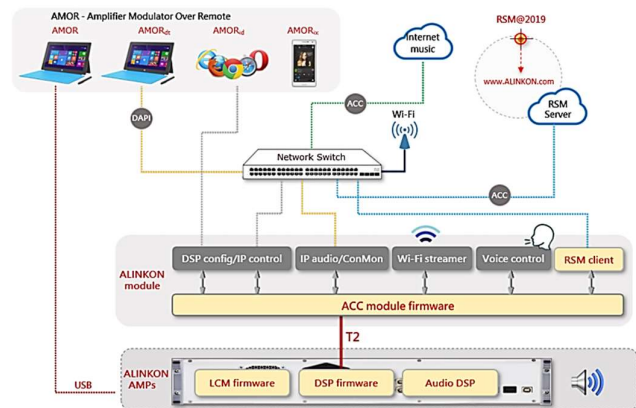 AMOR - Amplifier Modulator Over Remote
AMOR
AMORdt
AMORid
AMORcc
RSM@2019
www.ALINKON.com
Internet
music
RSM
Server
ACC
DAPI
Wi-Fi
Network Switch
ACC
ALINKON
module
DSP config/IP control
IP audio/ConMon
Wi-Fi streamer
Voice control
RSM client
ACC module firmware
T2
ALINKON
AMPs
LCM firmware
DSP firmware
Audio DSP
USB